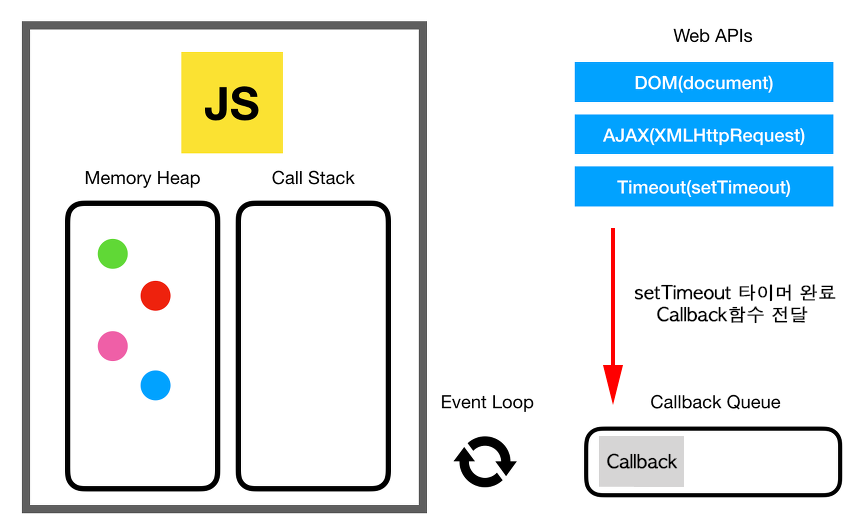 JS
Memory Heap
Call Stack
Web APIs
DOM(document)
AJAX(XMLHttpRequest)
Timeout(setTimeout)
setTimeout 타이머 완료
Callback함수 전달
Event Loop
Callback Queue
Callback